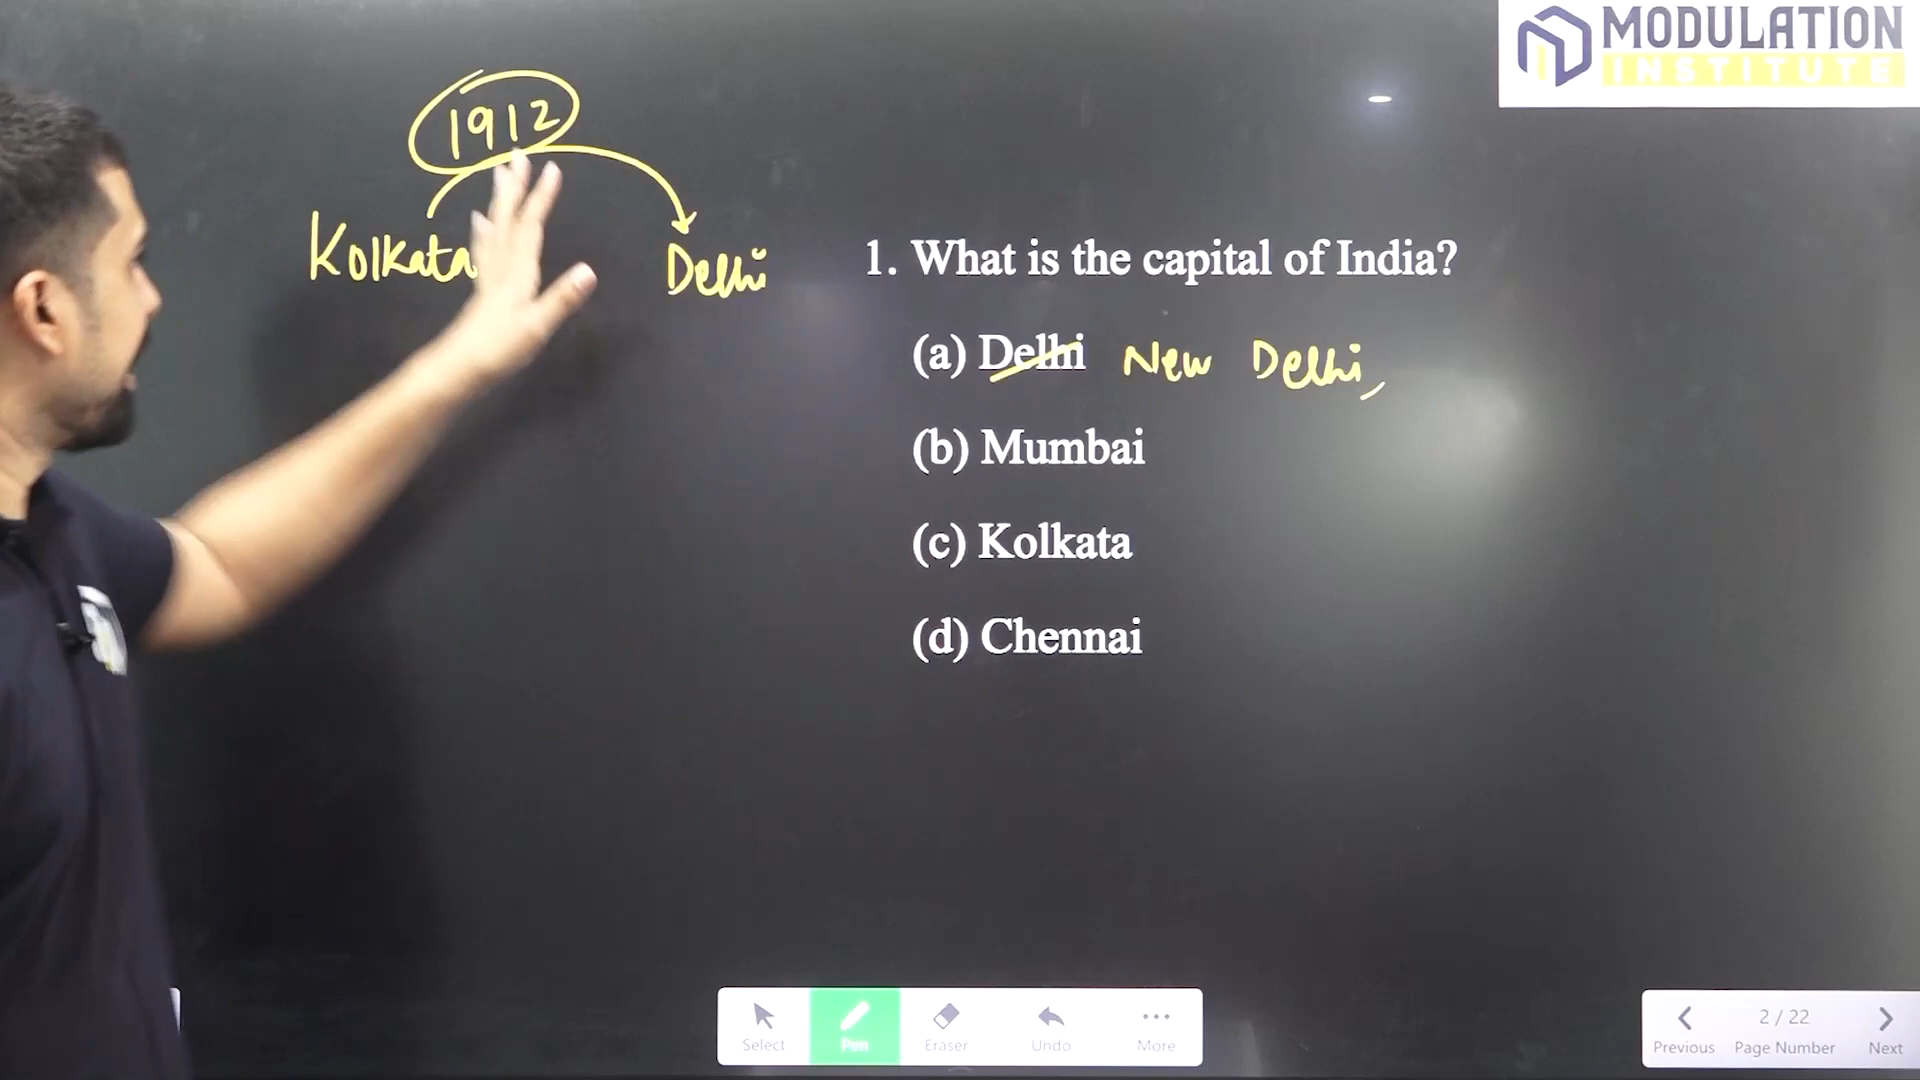 MODULATION
INSTITUTE
1912
Kolkata
Delhi
1. What is the capital of India?
(a) Delhi New Delhi,
(b) Mumbai
(c) Kolkata
(d) Chennai
Select
Pen
Eraser
Undo
More
2 / 22
Previous
Page Number
Next